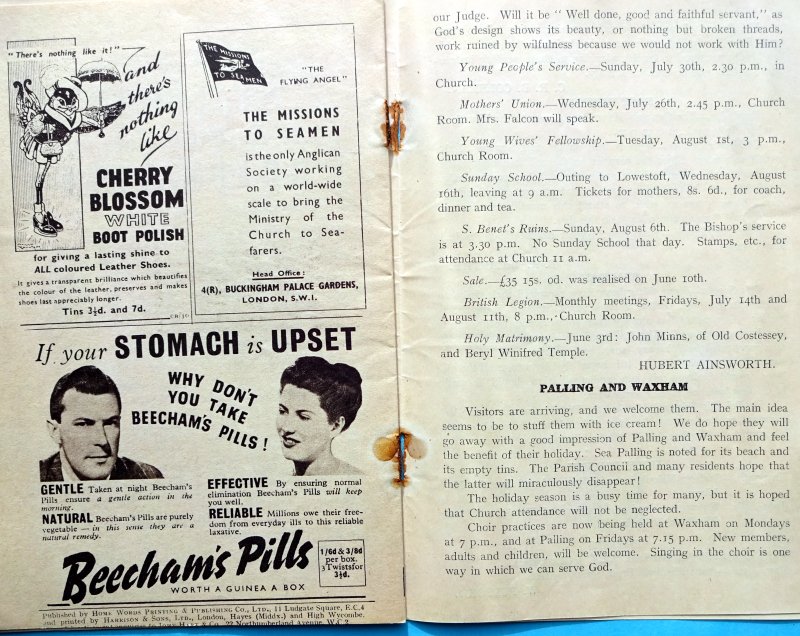 "There's nothing like it!"
and
there's
nothing
like
CHERRY
BLOSSOM
WHITE
BOOT POLISH
for giving a lasting shine to
ALL coloured Leather Shoes.
It gives a transparent brilliance which beautifies
the colour of the leather, preserves and makes
shoes last appreciably longer.
Tins 3½d. and 7d.
THE MISSIONS
TO SEAMEN
"THE
FLYING ANGEL"
THE MISSIONS
TO SEAMEN
is the only Anglican
Society working
on a world-wide
scale to bring the
Ministry of the
Church to Sea-
farers.
Head Office:
4(R), BUCKINGHAM PALACE GARDENS,
LONDON, S.W.I.
If your STOMACH is UPSET
WHY DON'T
YOU TAKE
BEECHAM'S PILLS!
GENTLE Taken at night Beecham's
Pills ensure a gentle action in the
morning.
NATURAL Beecham's Pills are purely
vegetable – in this sense they are a
natural remedy.
EFFECTIVE By ensuring normal
elimination Beecham's Pills will keep
you well.
RELIABLE Millions owe their free-
dom from everyday ills to this reliable
laxative.
Beecham's Pills
WORTH A GUINEA A BOX
1/6d & 3/8d
per box.
3 Twists for
3½d.
Published by HOME WORDS PRINTING & PUBLISHING CO., LTD., 11 Ludgate Square, E.C.4
and printed by HARRISON & SONS, LTD., London, Hayes (Middx.) and High Wycombe.
22 Northumberland Avenue, W.C.2
our Judge. Will it be "Well done, good and faithful servant," as
God's design shows its beauty, or nothing but broken threads,
work ruined by wilfulness because we would not work with Him?
Young People's Service.—Sunday, July 30th, 2.30 p.m., in
Church.
Mothers' Union.—Wednesday, July 26th, 2.45 p.m., Church
Room. Mrs. Falcon will speak.
Young Wives' Fellowship.—Tuesday, August 1st, 3 p.m.,
Church Room.
Sunday School.—Outing to Lowestoft, Wednesday, August
16th, leaving at 9 a.m. Tickets for mothers, 8s. 6d., for coach,
dinner and tea.
S. Benet's Ruins.—Sunday, August 6th. The Bishop's service
is at 3.30 p.m. No Sunday School that day. Stamps, etc., for
attendance at Church 11 a.m.
Sale.—£35 15s. 0d. was realised on June 10th.
British Legion.—Monthly meetings, Fridays, July 14th and
August 11th, 8 p.m., Church Room.
Holy Matrimony.—June 3rd: John Minns, of Old Costessey,
and Beryl Winifred Temple.
HUBERT AINSWORTH.
PALLING AND WAXHAM
Visitors are arriving, and we welcome them. The main idea
seems to be to stuff them with ice cream! We do hope they will
go away with a good impression of Palling and Waxham and feel
the benefit of their holiday. Sea Palling is noted for its beach and
its empty tins. The Parish Council and many residents hope that
the latter will miraculously disappear!
The holiday season is a busy time for many, but it is hoped
that Church attendance will not be neglected.
Choir practices are now being held at Waxham on Mondays
at 7 p.m., and at Palling on Fridays at 7.15 p.m. New members,
adults and children, will be welcome. Singing in the choir is one
way in which we can serve God.